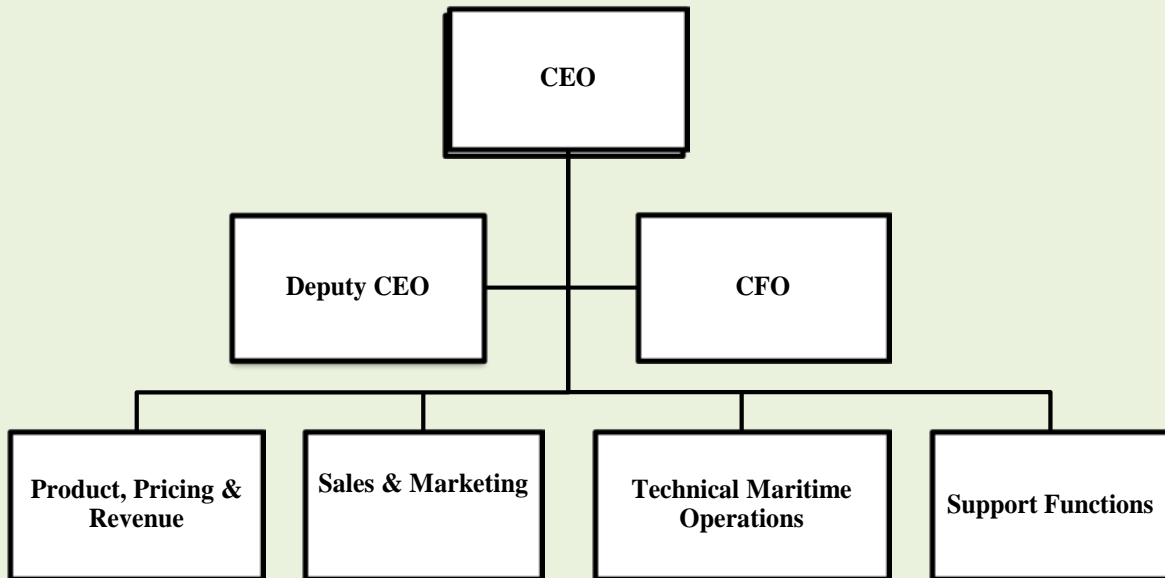 CEO
Deputy CEO
CFO
Product, Pricing &
Revenue
Sales & Marketing
Technical Maritime
Operations
Support Functions